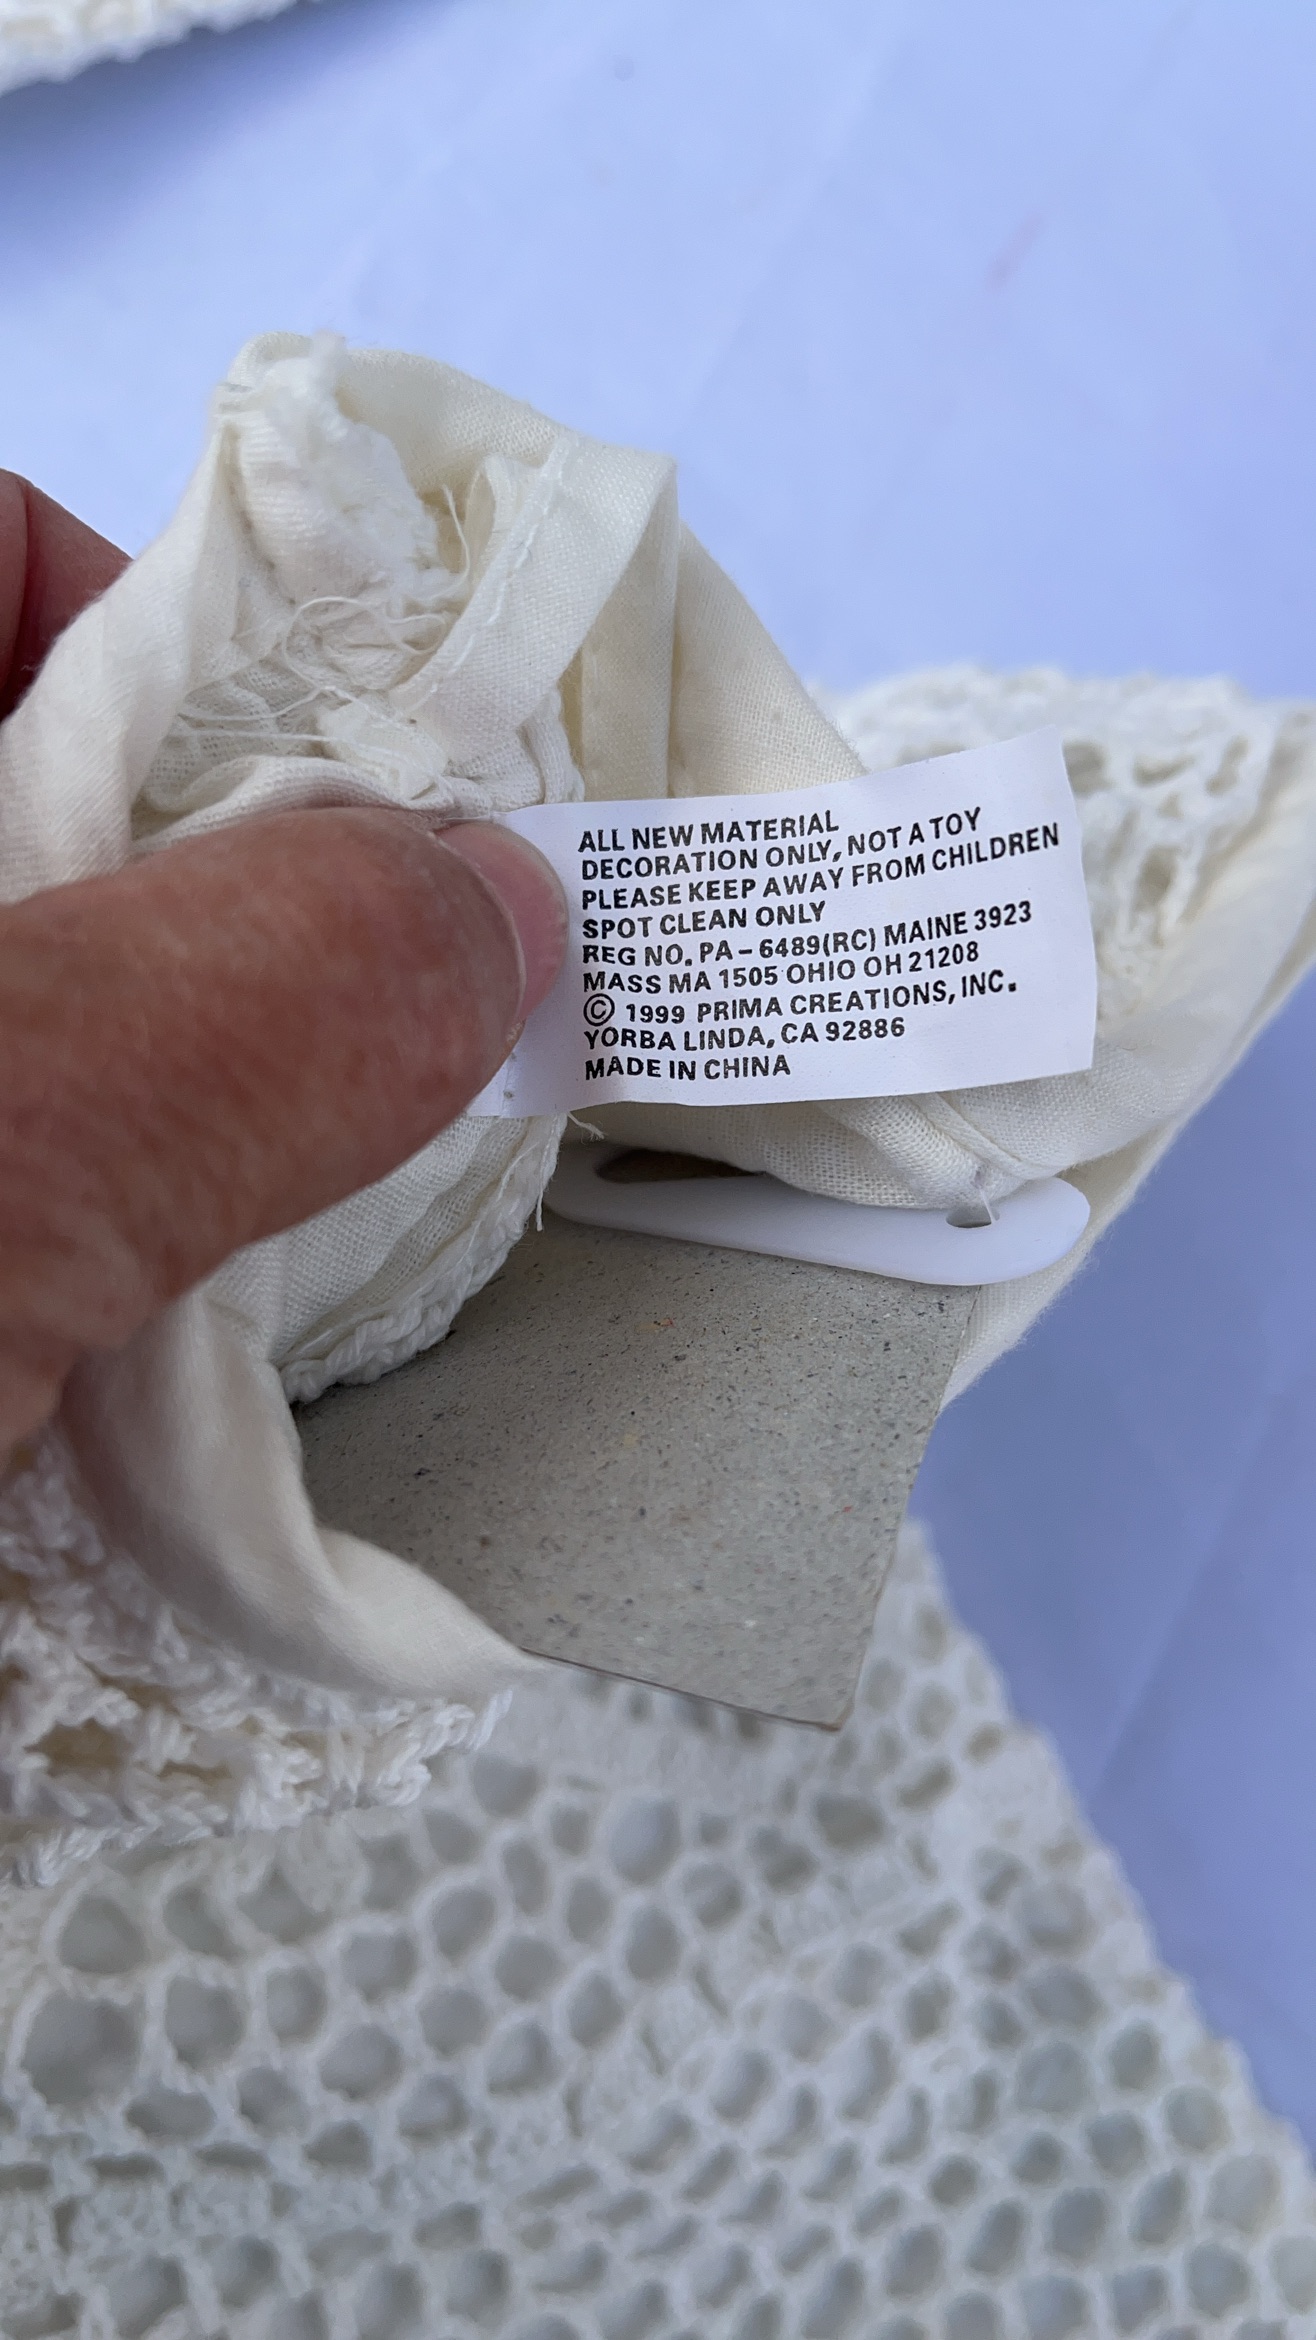 ALL NEW MATERIAL
DECORATION ONLY, NOT A TOY
PLEASE KEEP AWAY FROM CHILDREN
SPOT CLEAN ONLY
REG NO. PA-6489(RC) MAINE 3923
MASS MA 1505 OHIO OH 21208
© 1999 PRIMA CREATIONS, INC.
YORBA LINDA, CA 92886
MADE IN CHINA